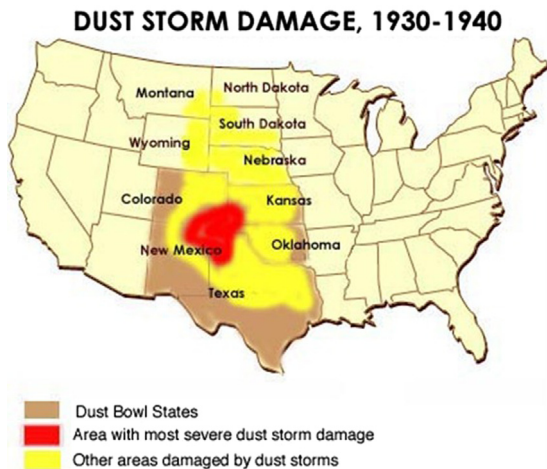 DUST STORM DAMAGE, 1930-1940
Montana
North Dakota
South Dakota
Wyoming
Nebraska
Colorado
Kansas
New Mexico
Oklahoma
Texas
Dust Bowl States
Area with most severe dust storm damage
Other areas damaged by dust storms